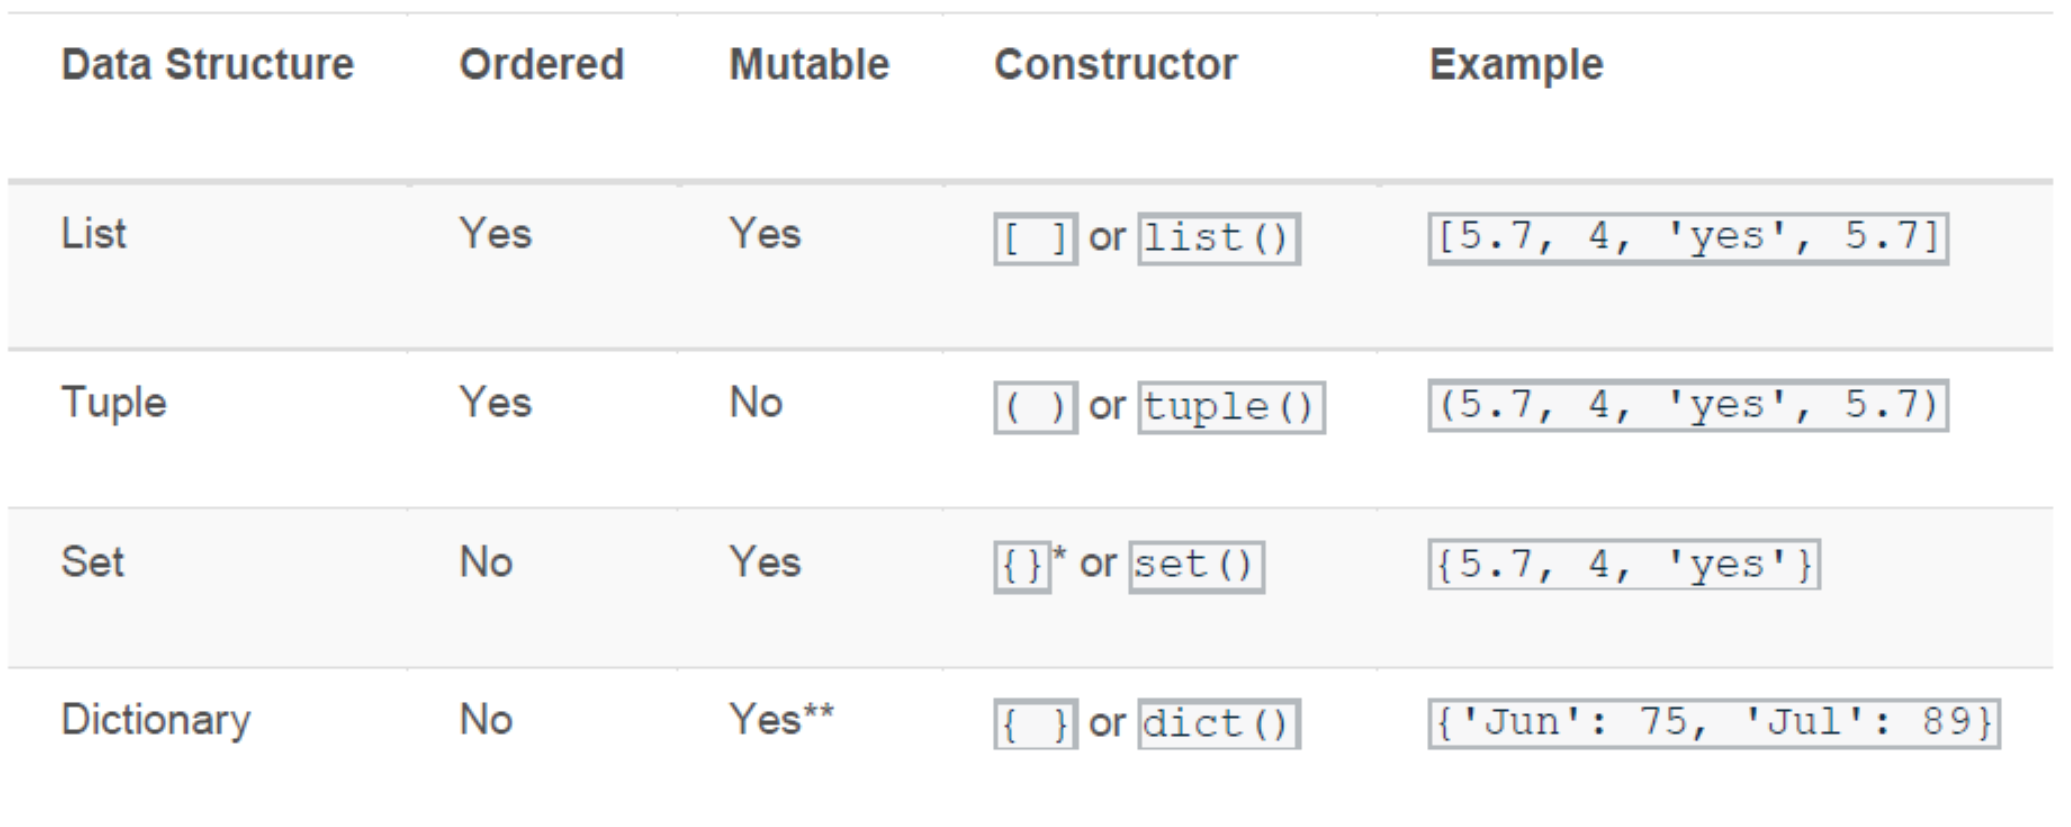 Data Structure Ordered Mutable Constructor Example
List Yes Yes [ ] or list() [5.7, 4, 'yes', 5.7]
Tuple Yes No ( ) or tuple() (5.7, 4, 'yes', 5.7)
Set No Yes {}* or set() {5.7, 4, 'yes'}
Dictionary No Yes** { } or dict() {'Jun': 75, 'Jul': 89}